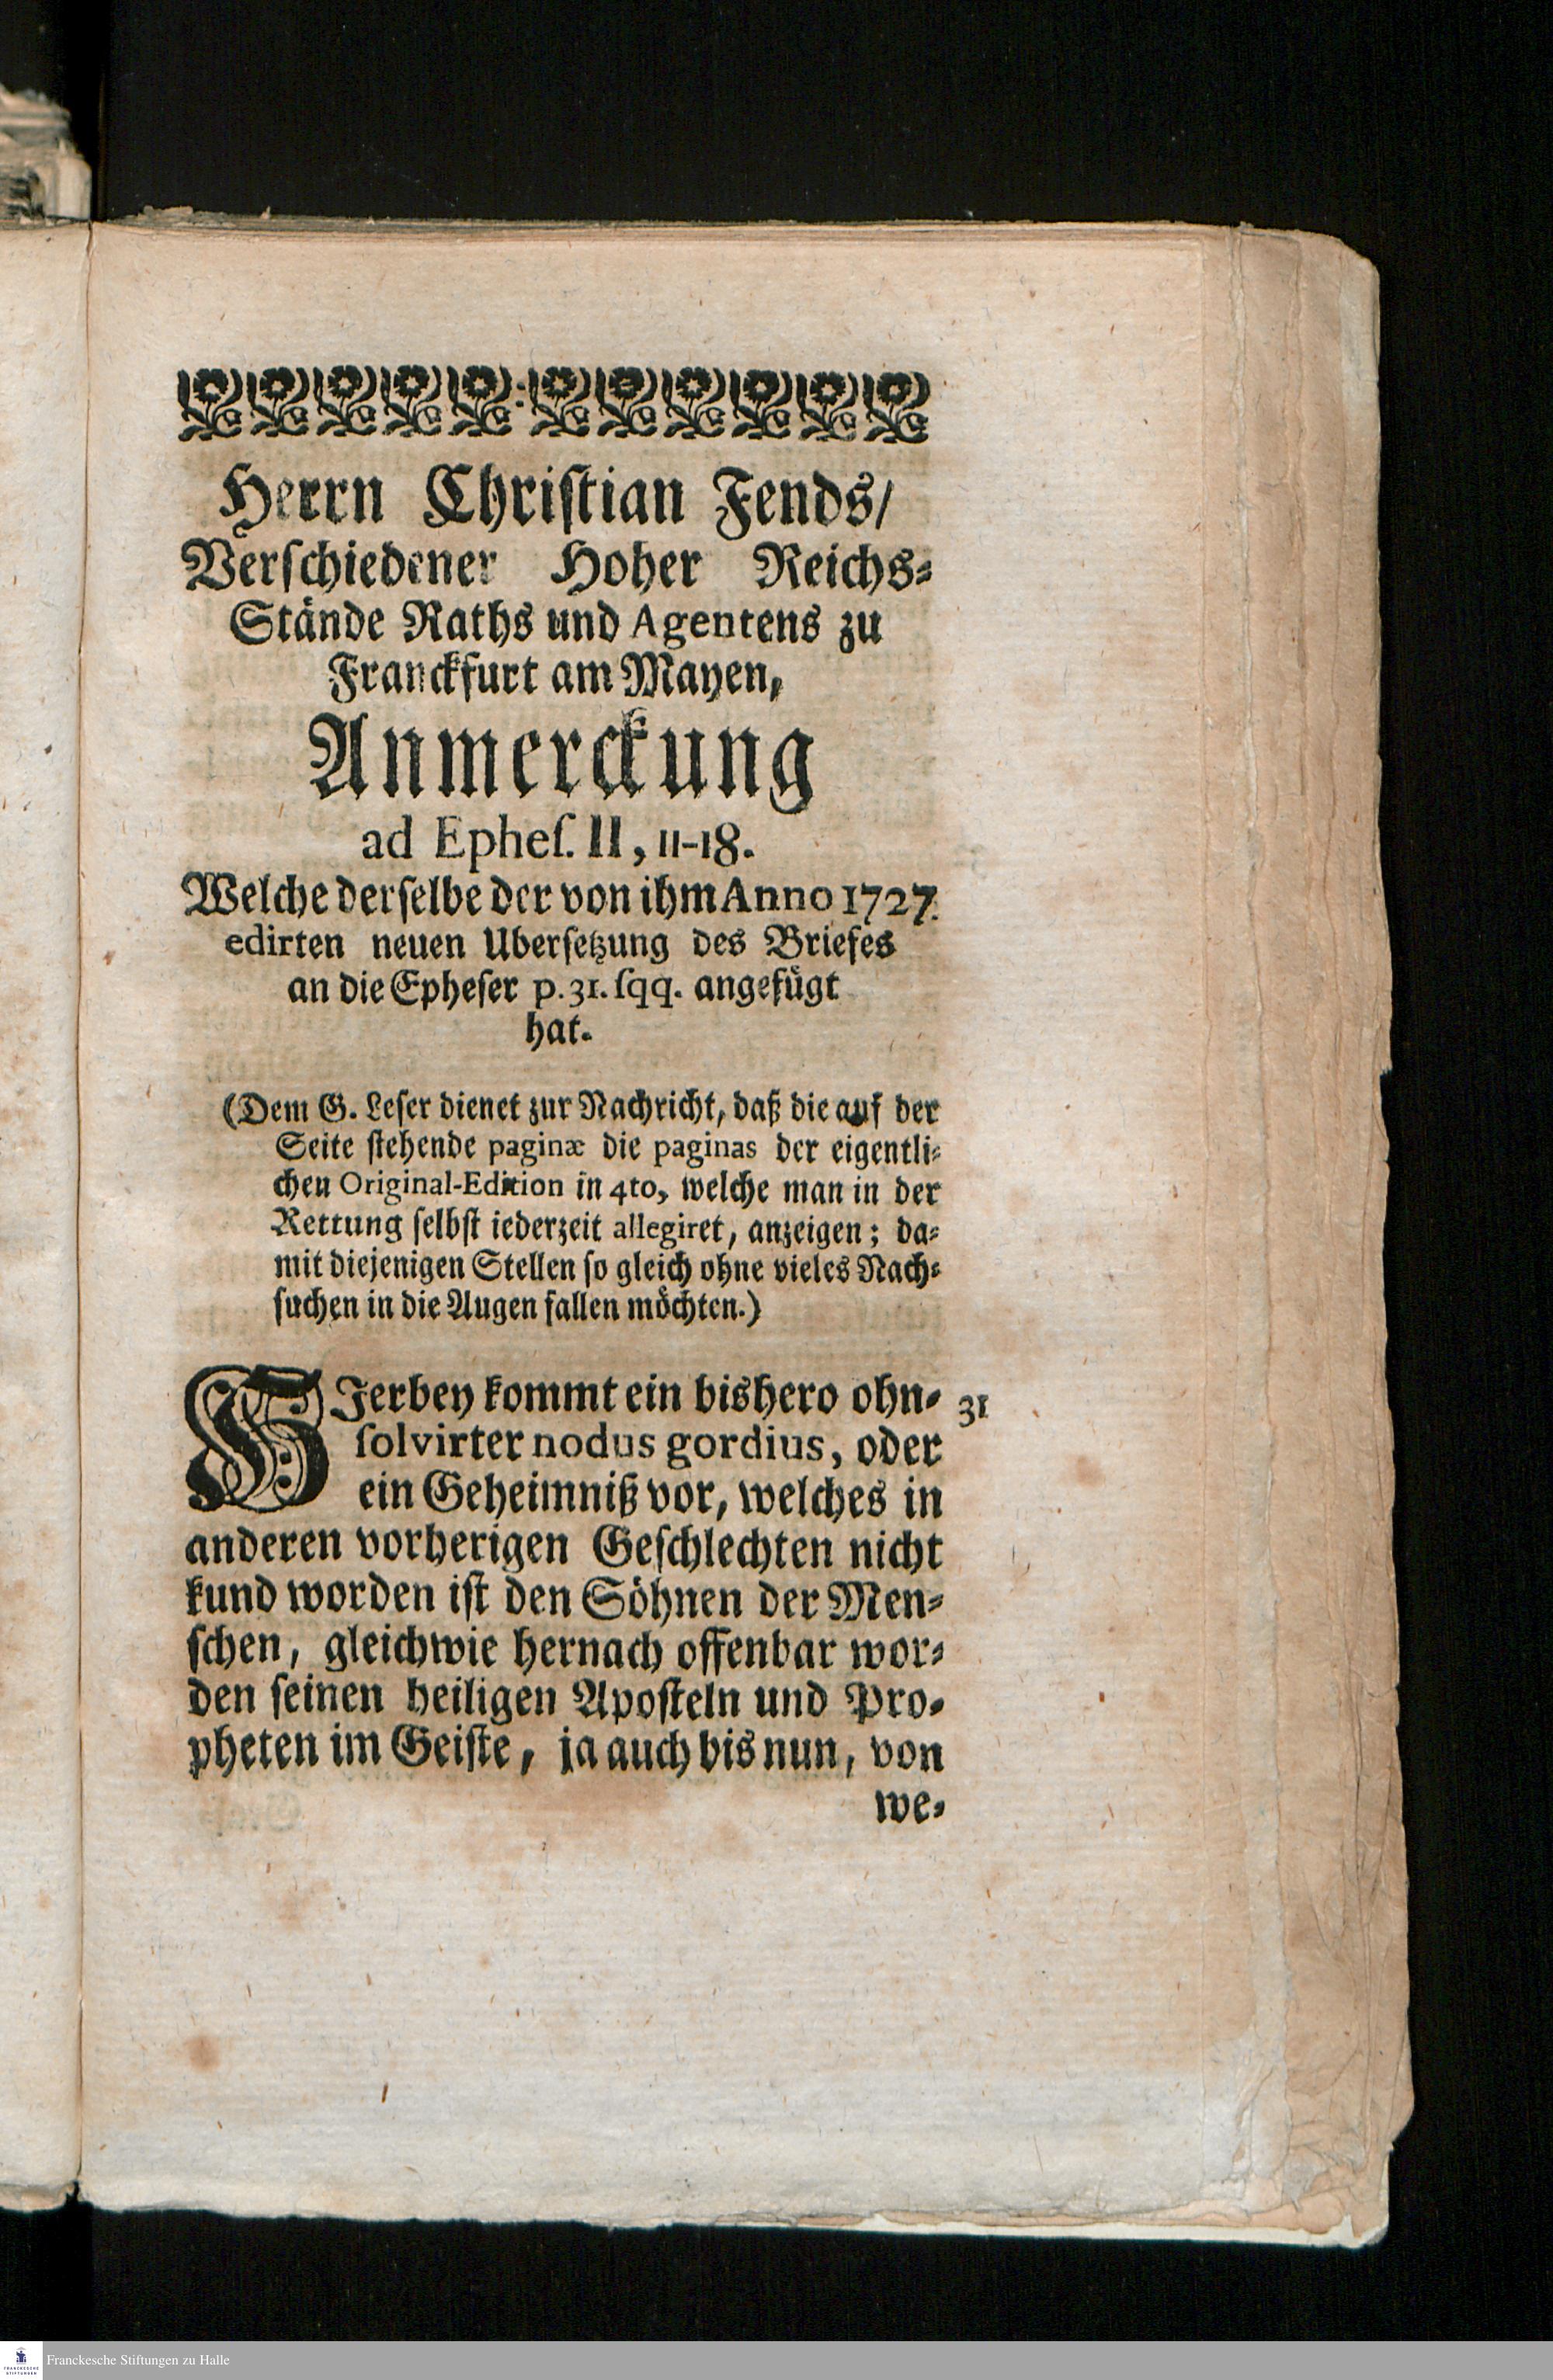 Herrn Chriſtian Fends/
Verſchiedener Hoher Reichs⸗
Stände Raths und Agentens zu
Franckfurt am Mayen,
Anmerckung
ad Epheſ. II, 11-18.
Welche derſelbe der von ihm Anno 1727.
edirten neuen Uberſetzung des Briefes
an die Epheſer p. 31. ſqq. angefügt
hat.
(Dem G. Leſer dienet zur Nachricht, daß die auf der
Seite ſtehende paginæ die paginas der eigentli⸗
chen Original-Edition in 4to, welche man in der
Rettung ſelbſt iederzeit allegiret, anzeigen; da⸗
mit diejenigen Stellen ſo gleich ohne vieles Nach⸗
ſuchen in die Augen fallen möchten.)
HJerbey kommt ein bishero ohn⸗ 31
ſolvirter nodus gordius, oder
ein Geheimniß vor, welches in
anderen vorherigen Geſchlechten nicht
kund worden iſt den Söhnen der Men⸗
ſchen, gleichwie hernach offenbar wor⸗
den ſeinen heiligen Apoſteln und Pro⸗
pheten im Geiſte, ja auch bis nun, von
we⸗
FRANCKESCHE
STIFTUNGEN
Franckesche Stiftungen zu Halle